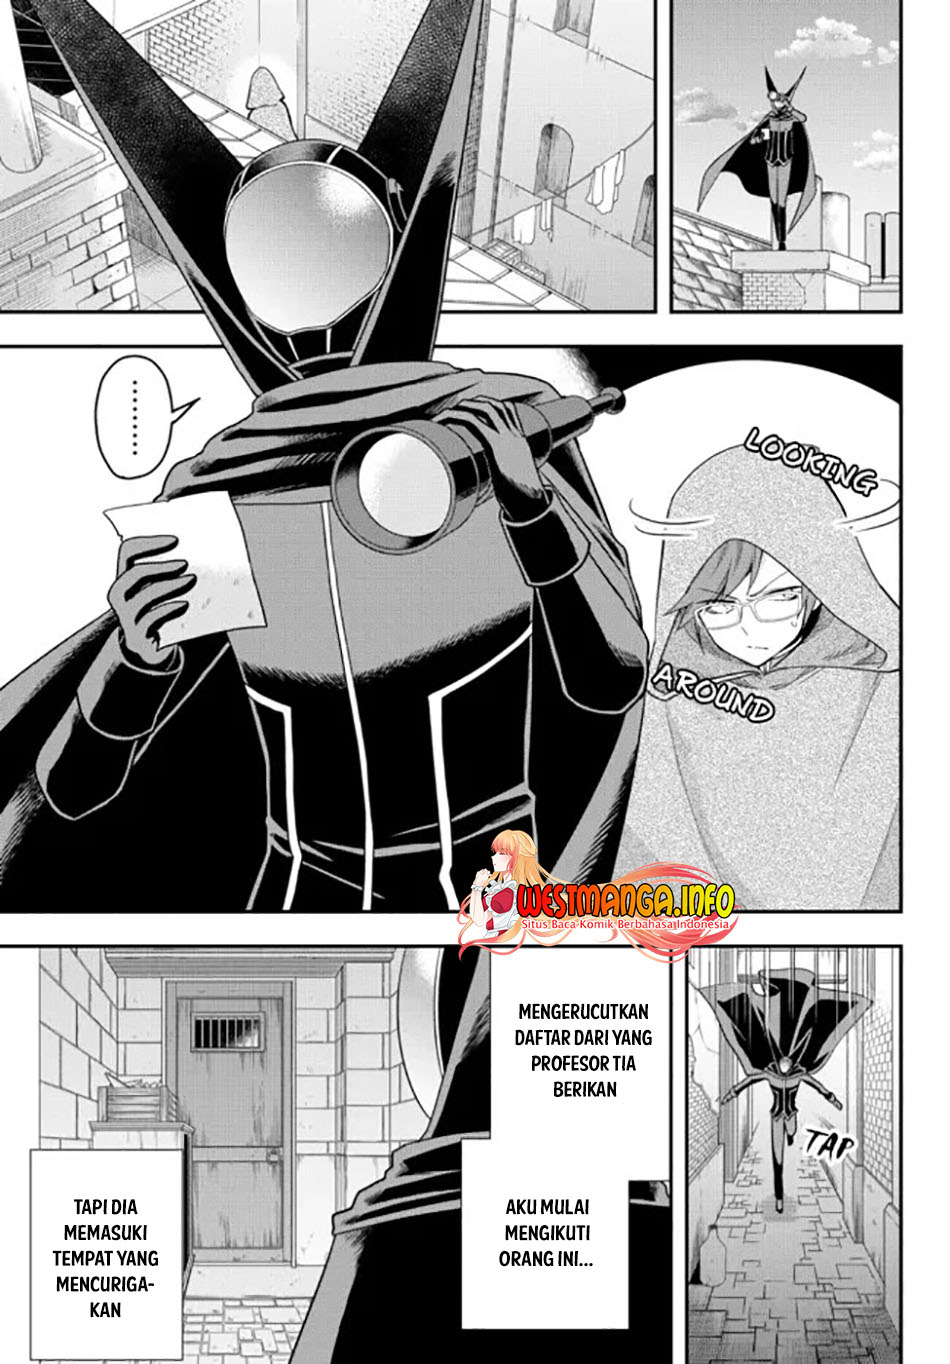 .........
LOOKING
AROUND
WESTMANGA.INFO
Situs Baca Komik Berbahasa Indonesia
TAP
MENGERUCUTKAN
DAFTAR DARI YANG
PROFESOR TIA
BERIKAN
AKU MULAI
MENGIKUTI
ORANG INI...
TAPI DIA
MEMASUKI
TEMPAT YANG
MENCURIGA-
KAN